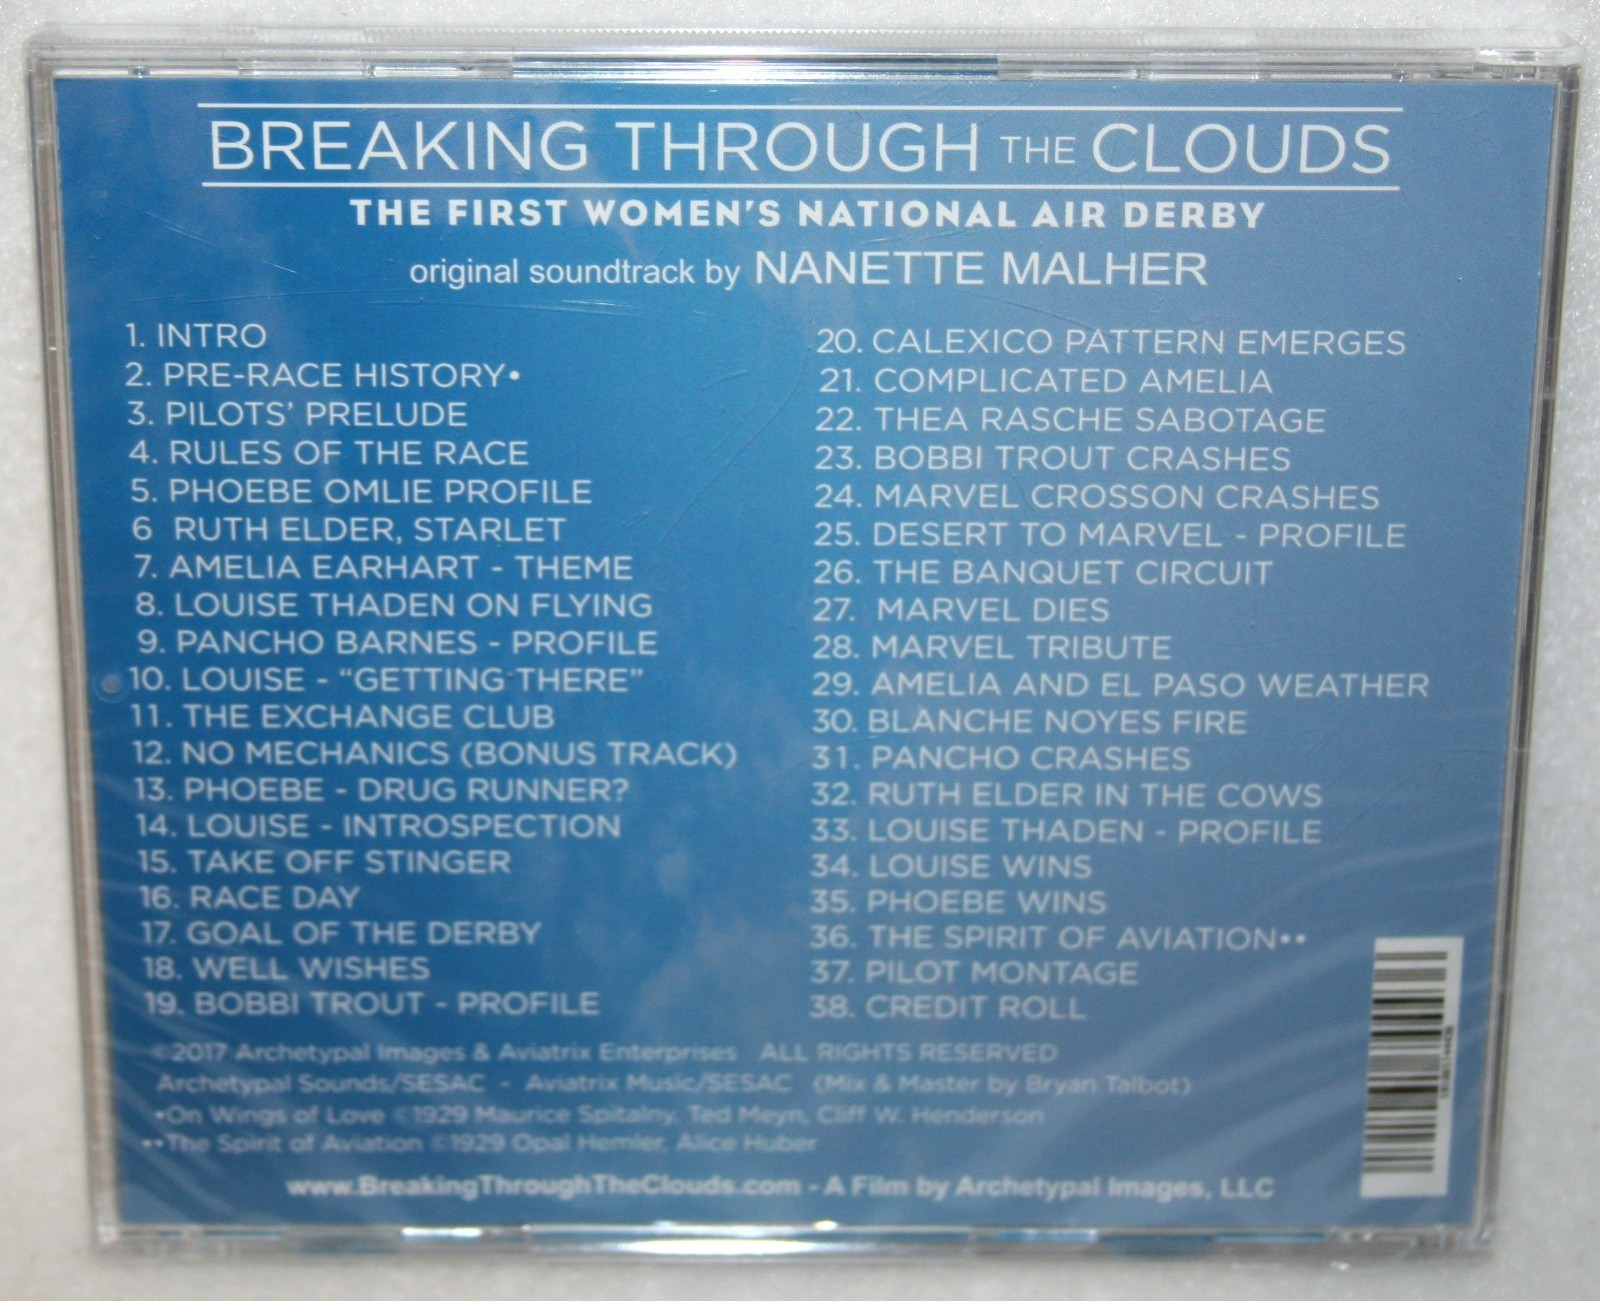 BREAKING THROUGH THE CLOUDS
THE FIRST WOMEN'S NATIONAL AIR DERBY
original soundtrack by NANETTE MALHER
1. INTRO
2. PRE-RACE HISTORY•
3. PILOTS' PRELUDE
4. RULES OF THE RACE
5. PHOEBE OMLIE PROFILE
6 RUTH ELDER, STARLET
7. AMELIA EARHART - THEME
8. LOUISE THADEN ON FLYING
9. PANCHO BARNES - PROFILE
10. LOUISE - “GETTING THERE”
11. THE EXCHANGE CLUB
12. NO MECHANICS (BONUS TRACK)
13. PHOEBE - DRUG RUNNER?
14. LOUISE - INTROSPECTION
15. TAKE OFF STINGER
16. RACE DAY
17. GOAL OF THE DERBY
18. WELL WISHES
19. BOBBI TROUT - PROFILE
20. CALEXICO PATTERN EMERGES
21. COMPLICATED AMELIA
22. THEA RASCHE SABOTAGE
23. BOBBI TROUT CRASHES
24. MARVEL CROSSON CRASHES
25. DESERT TO MARVEL - PROFILE
26. THE BANQUET CIRCUIT
27. MARVEL DIES
28. MARVEL TRIBUTE
29. AMELIA AND EL PASO WEATHER
30. BLANCHE NOYES FIRE
31. PANCHO CRASHES
32. RUTH ELDER IN THE COWS
33. LOUISE THADEN - PROFILE
34. LOUISE WINS
35. PHOEBE WINS
36. THE SPIRIT OF AVIATION••
37. PILOT MONTAGE
38. CREDIT ROLL
©2017 Archetypal Images & Aviatrix Enterprises ALL RIGHTS RESERVED
Archetypal Sounds/SESAC - Aviatrix Music/SESAC (Mix & Master by Bryan Talbot)
•On Wings of Love ©1929 Maurice Spitalny, Ted Meyn, Cliff W. Henderson
••The Spirit of Aviation ©1929 Opal Hemler, Alice Huber
www.BreakingThroughTheClouds.com - A Film by Archetypal Images, LLC